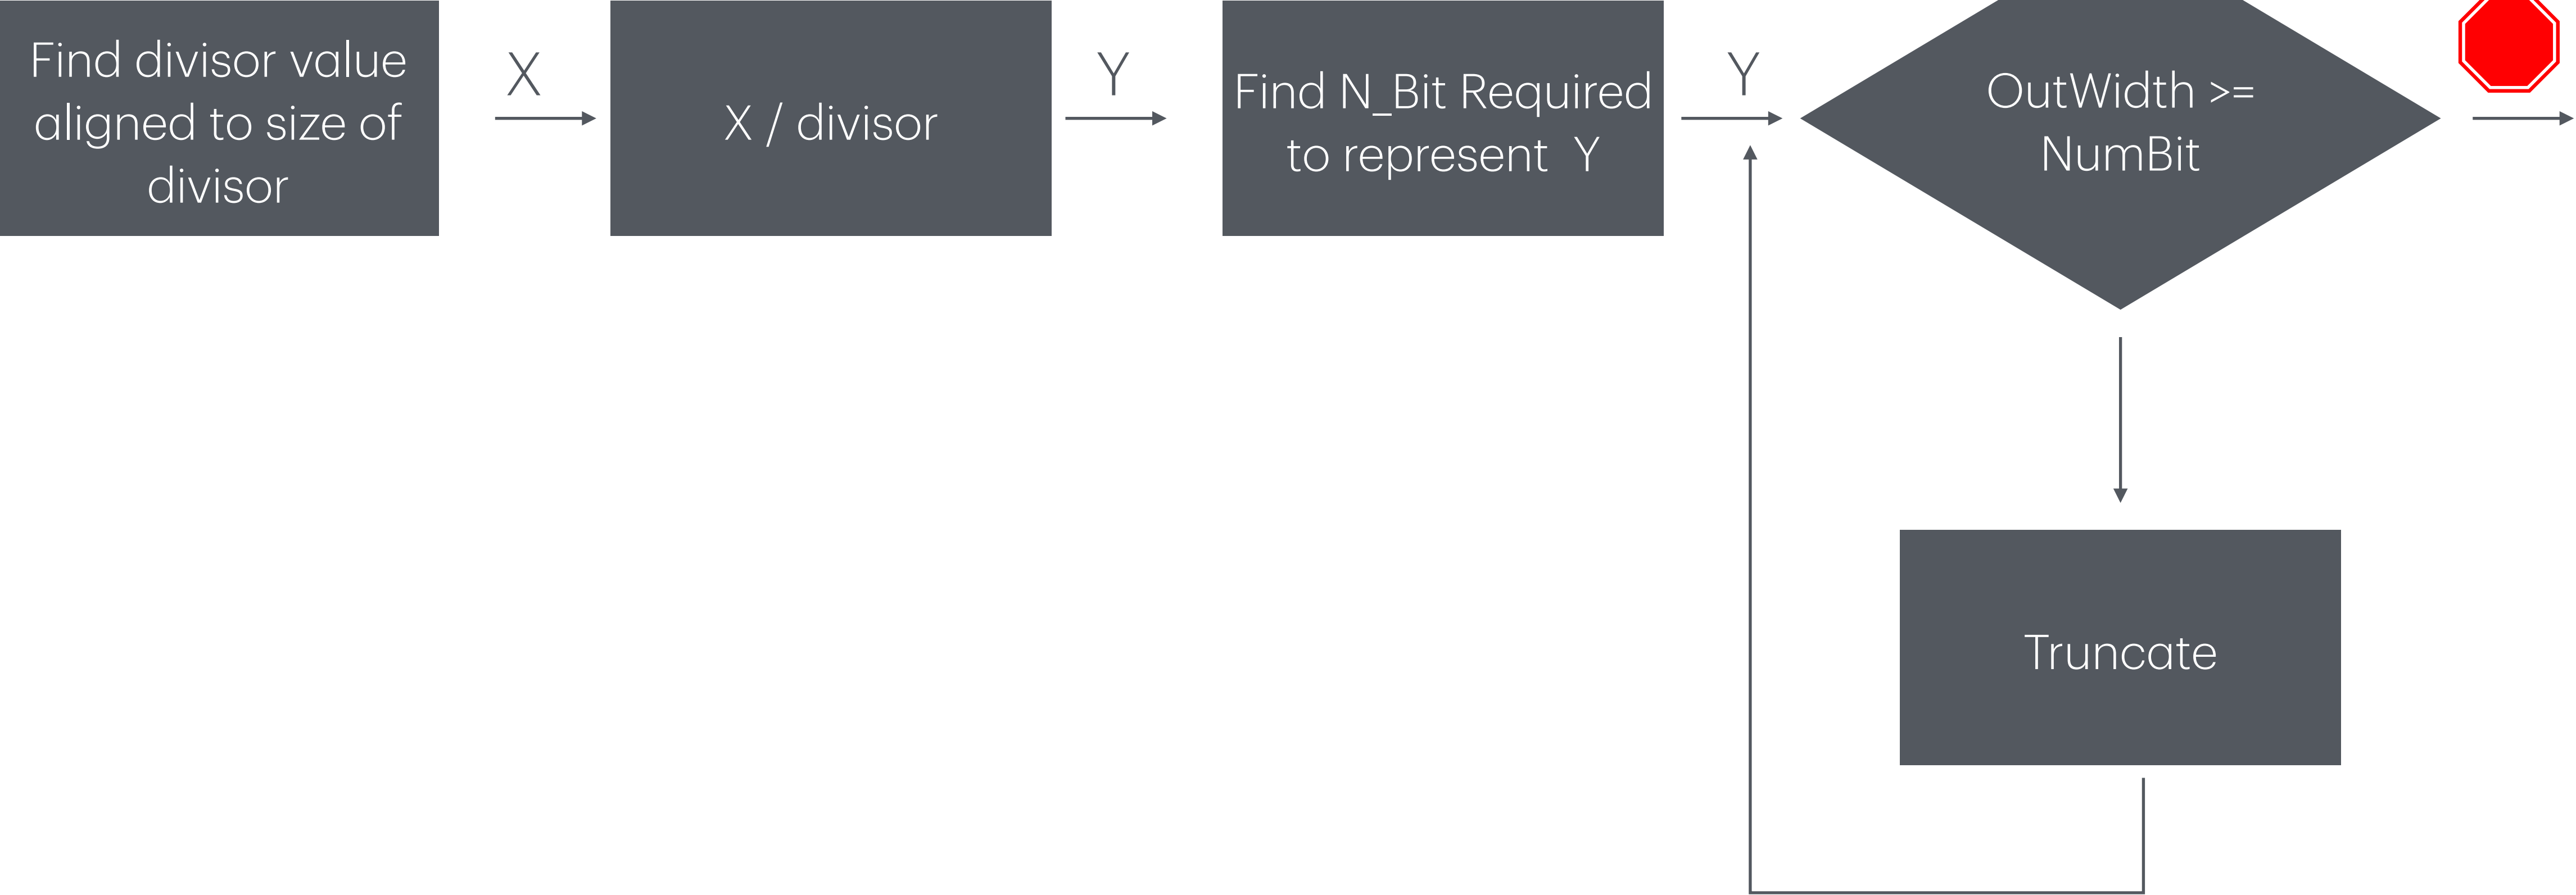 Find divisor value
aligned to size of
divisor
X
X / divisor
Y
Find N_Bit Required
to represent Y
Y
OutWidth >=
NumBit
Truncate